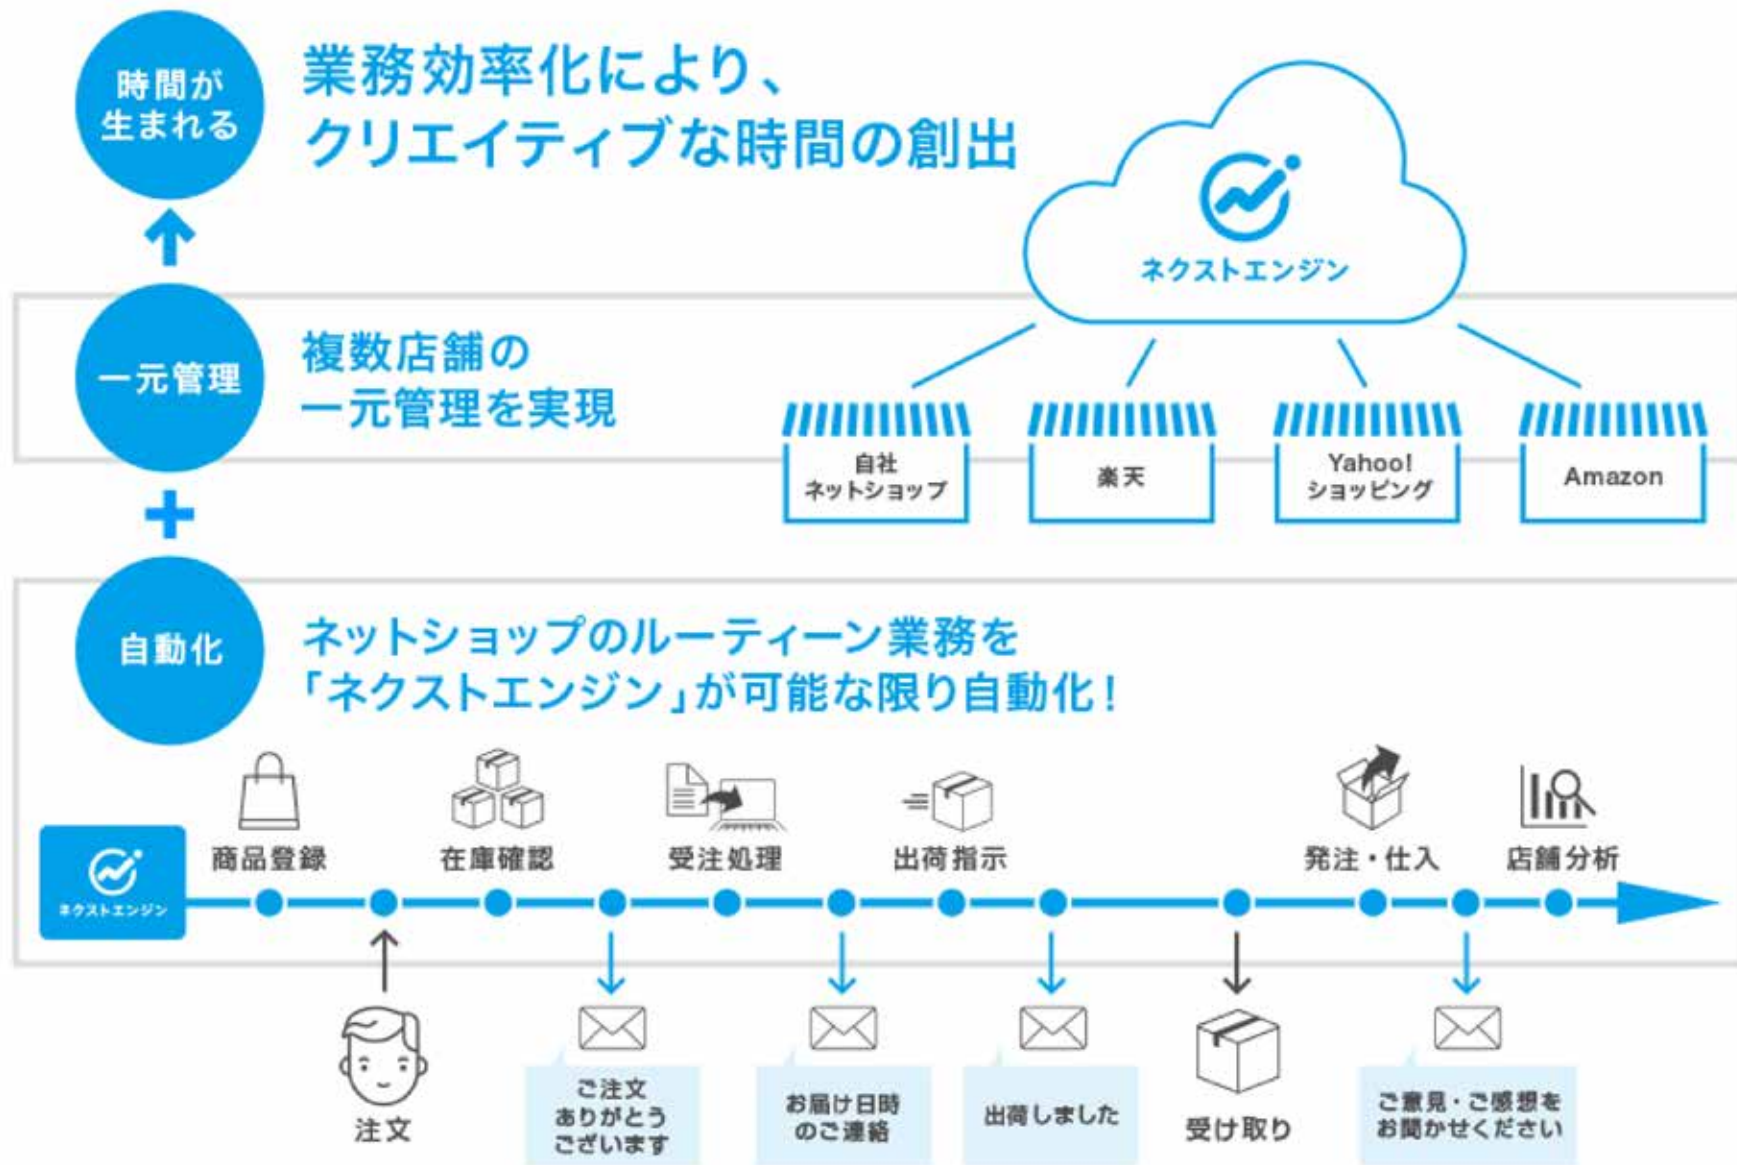 時間が
生まれる
業務効率化により、
クリエイティブな時間の創出
ネクストエンジン
一元管理
複数店舗の
一元管理を実現
自社
ネットショップ
楽天
Yahoo!
ショッピング
Amazon
自動化
ネットショップのルーティーン業務を
「ネクストエンジン」が可能な限り自動化！
商品登録
在庫確認
受注処理
出荷指示
発注・仕入
店舗分析
ネクストエンジン
注文
ご注文
ありがとう
ございます
お届け日時
のご連絡
出荷しました
受け取り
ご意見・ご感想を
お聞かせください